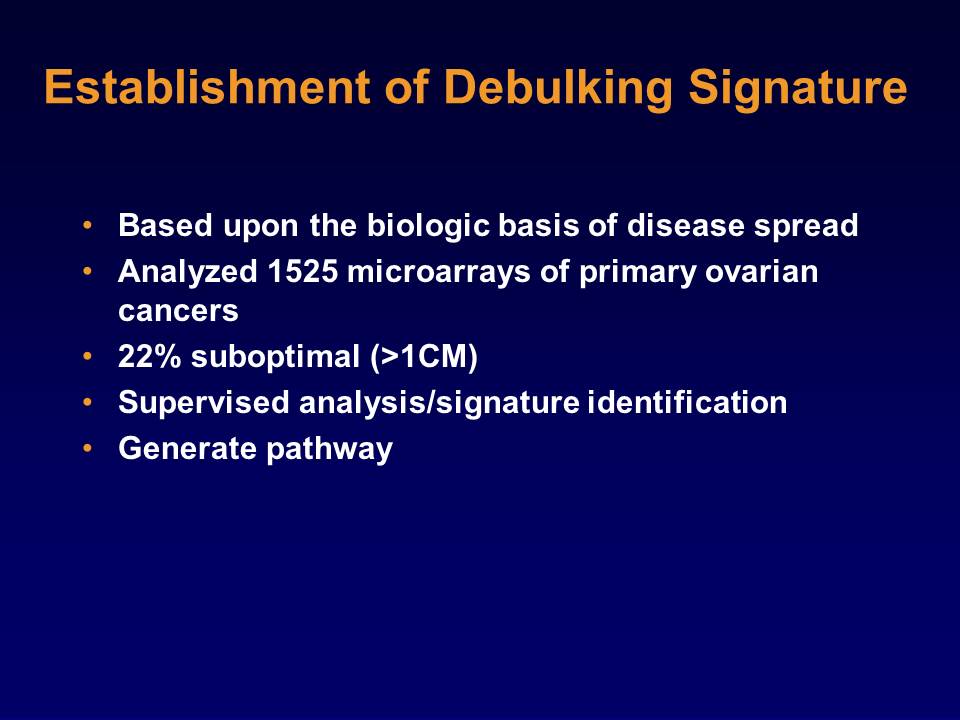 Establishment of Debulking Signature
• Based upon the biologic basis of disease spread
• Analyzed 1525 microarrays of primary ovarian
cancers
• 22% suboptimal (>1CM)
• Supervised analysis/signature identification
• Generate pathway